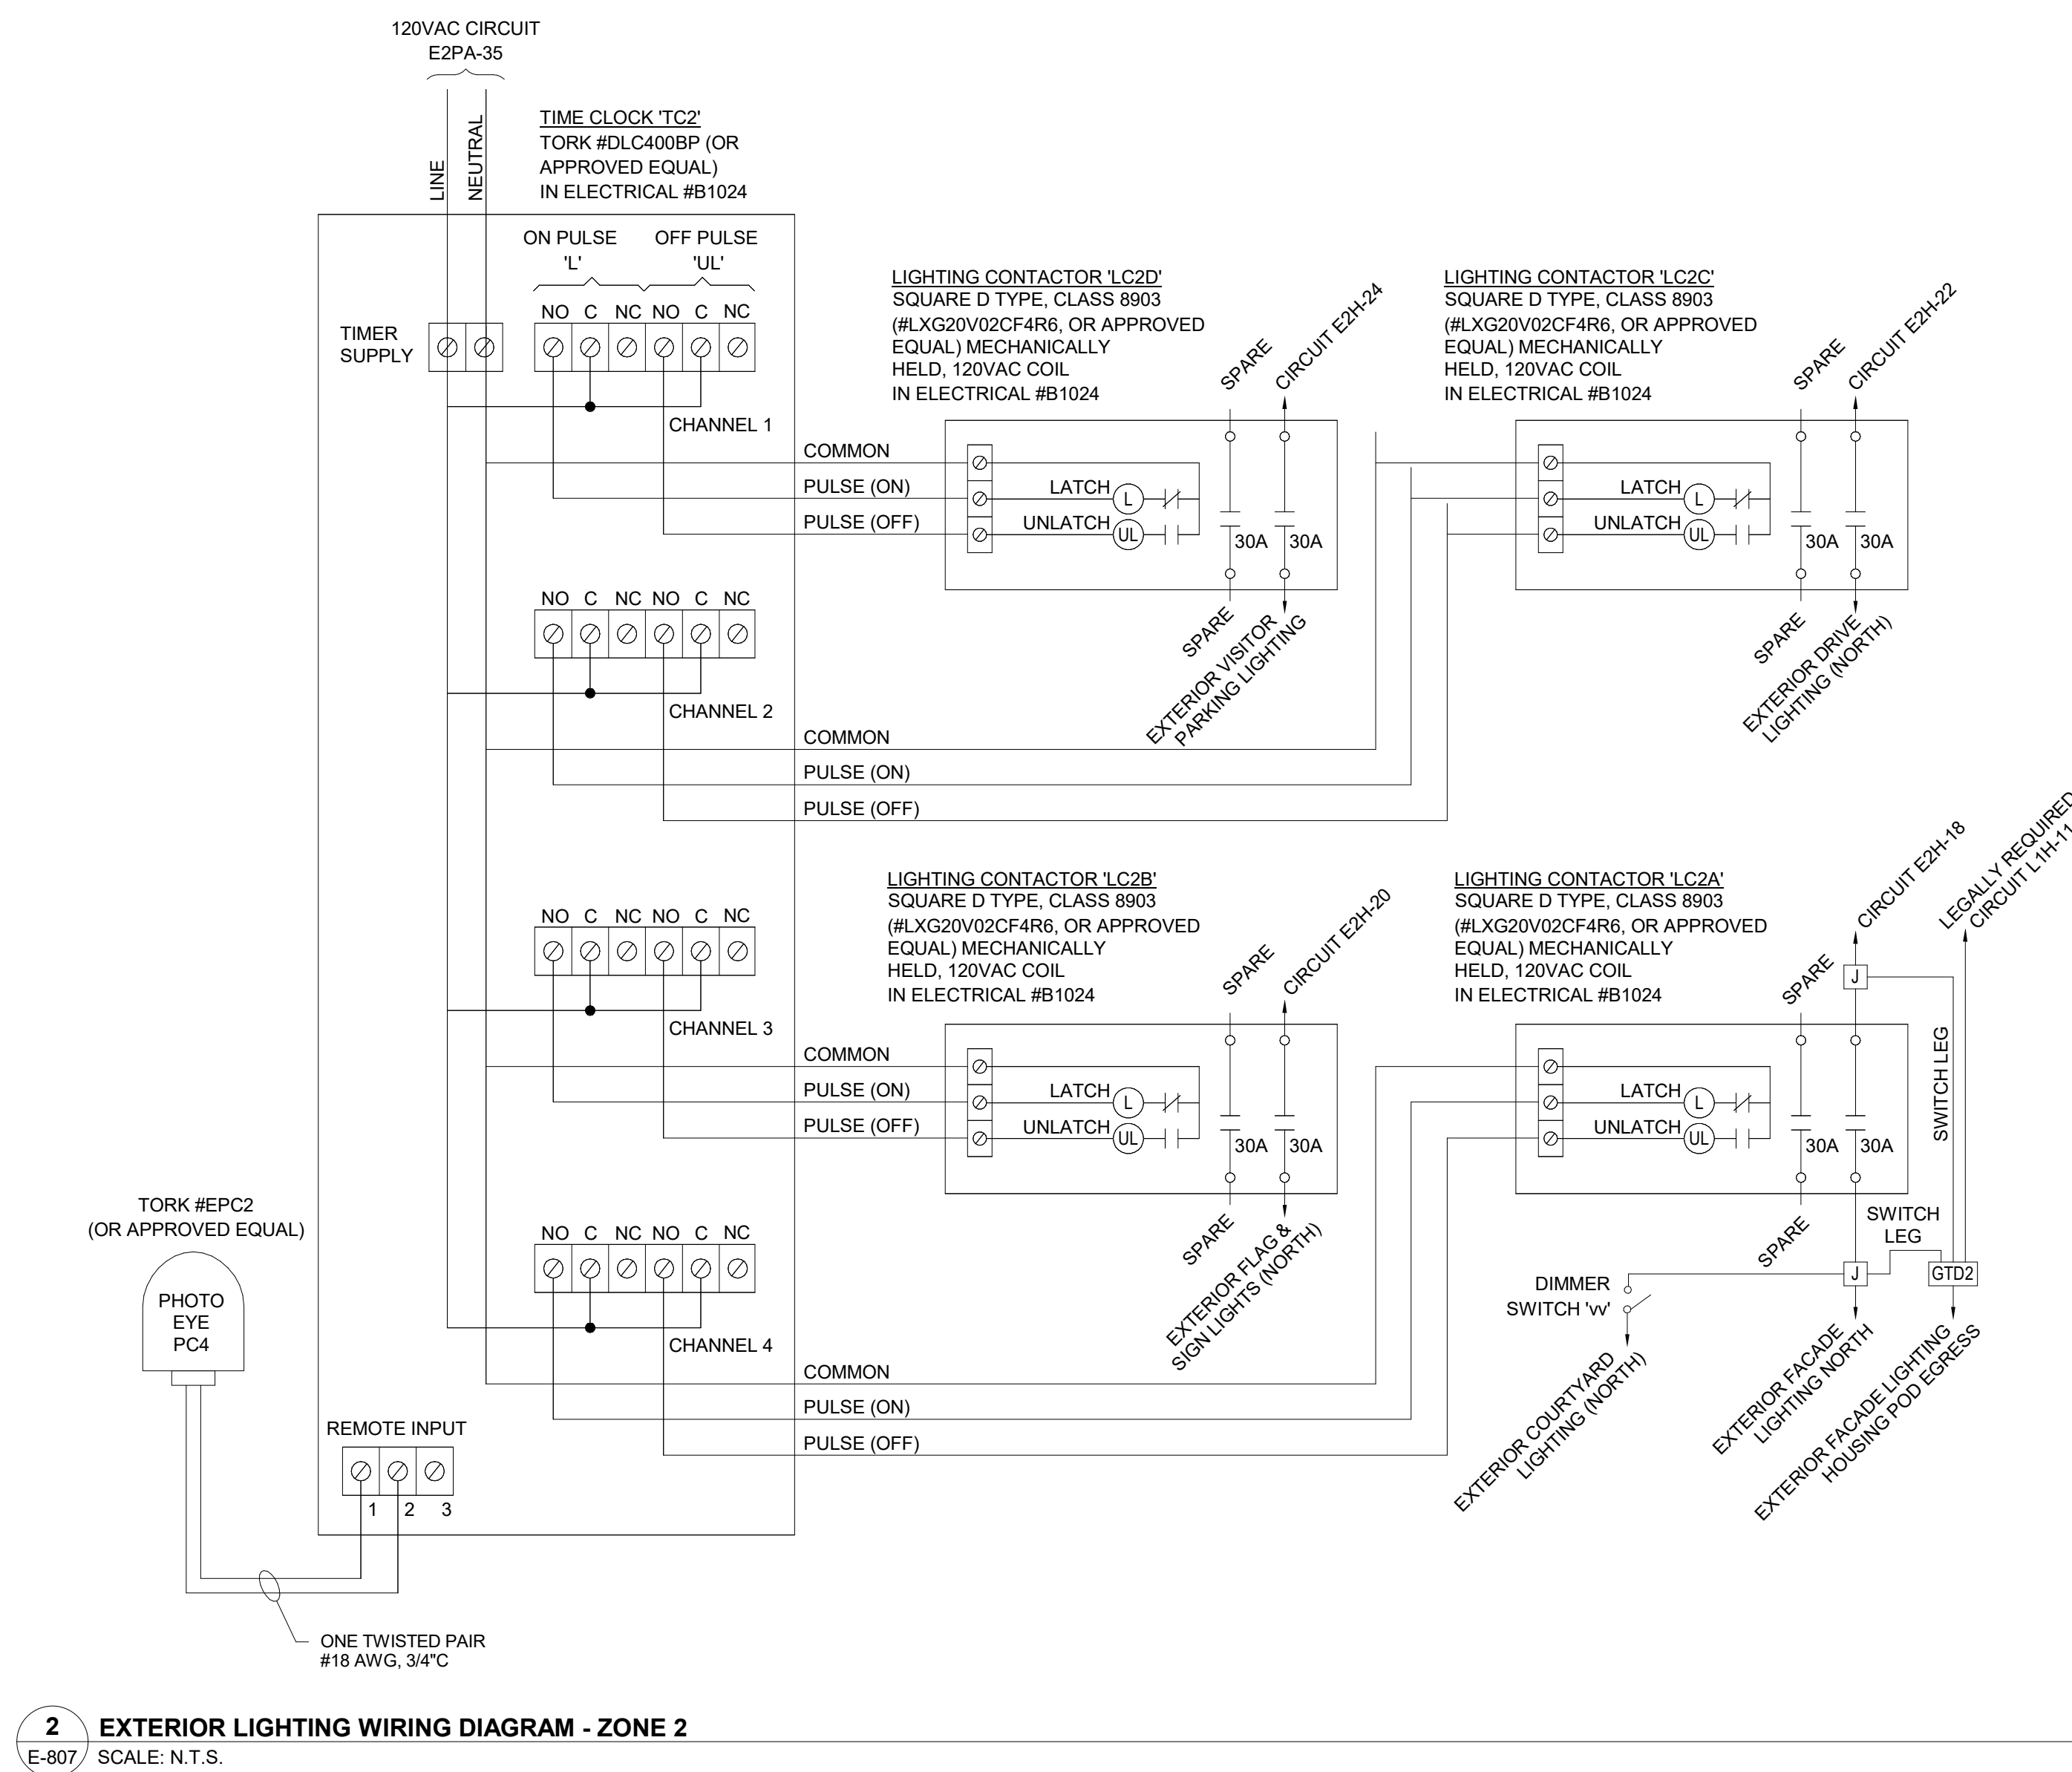 120VAC CIRCUIT
E2PA-35
LINE
NEUTRAL
TIME CLOCK 'TC2'
TORK #DLC400BP (OR
APPROVED EQUAL)
IN ELECTRICAL #B1024
ON PULSE
'L'
OFF PULSE
'UL'
NO C NC NO C NC
TIMER
SUPPLY
CHANNEL 1
COMMON
PULSE (ON)
PULSE (OFF)
LIGHTING CONTACTOR 'LC2D'
SQUARE D TYPE, CLASS 8903
(#LXG20V02CF4R6, OR APPROVED
EQUAL) MECHANICALLY
HELD, 120VAC COIL
IN ELECTRICAL #B1024
SPARE
CIRCUIT E2H-24
LATCH
L
UNLATCH
UL
30A
30A
SPARE
EXTERIOR VISITOR
PARKING LIGHTING
LIGHTING CONTACTOR 'LC2C'
SQUARE D TYPE, CLASS 8903
(#LXG20V02CF4R6, OR APPROVED
EQUAL) MECHANICALLY
HELD, 120VAC COIL
IN ELECTRICAL #B1024
SPARE
CIRCUIT E2H-22
LATCH
L
UNLATCH
UL
30A
30A
SPARE
EXTERIOR DRIVE
LIGHTING (NORTH)
NO C NC NO C NC
CHANNEL 2
COMMON
PULSE (ON)
PULSE (OFF)
NO C NC NO C NC
CHANNEL 3
COMMON
PULSE (ON)
PULSE (OFF)
LIGHTING CONTACTOR 'LC2B'
SQUARE D TYPE, CLASS 8903
(#LXG20V02CF4R6, OR APPROVED
EQUAL) MECHANICALLY
HELD, 120VAC COIL
IN ELECTRICAL #B1024
SPARE
CIRCUIT E2H-20
LATCH
L
UNLATCH
UL
30A
30A
SPARE
EXTERIOR FLAG &
SIGN LIGHTS (NORTH)
LIGHTING CONTACTOR 'LC2A'
SQUARE D TYPE, CLASS 8903
(#LXG20V02CF4R6, OR APPROVED
EQUAL) MECHANICALLY
HELD, 120VAC COIL
IN ELECTRICAL #B1024
SPARE
CIRCUIT E2H-18
LEGALLY REQUIRED
CIRCUIT L1H-11
J
SWITCH LEG
LATCH
L
UNLATCH
UL
30A
30A
SPARE
SWITCH
LEG
J
GTD2
DIMMER
SWITCH 'vv'
EXTERIOR COURTYARD
LIGHTING (NORTH)
EXTERIOR FACADE
LIGHTING NORTH
EXTERIOR FACADE LIGHTING
HOUSING POD EGRESS
NO C NC NO C NC
CHANNEL 4
COMMON
PULSE (ON)
PULSE (OFF)
TORK #EPC2
(OR APPROVED EQUAL)
PHOTO
EYE
PC4
REMOTE INPUT
1 2 3
ONE TWISTED PAIR
#18 AWG, 3/4"C
2
E-807
EXTERIOR LIGHTING WIRING DIAGRAM - ZONE 2
SCALE: N.T.S.